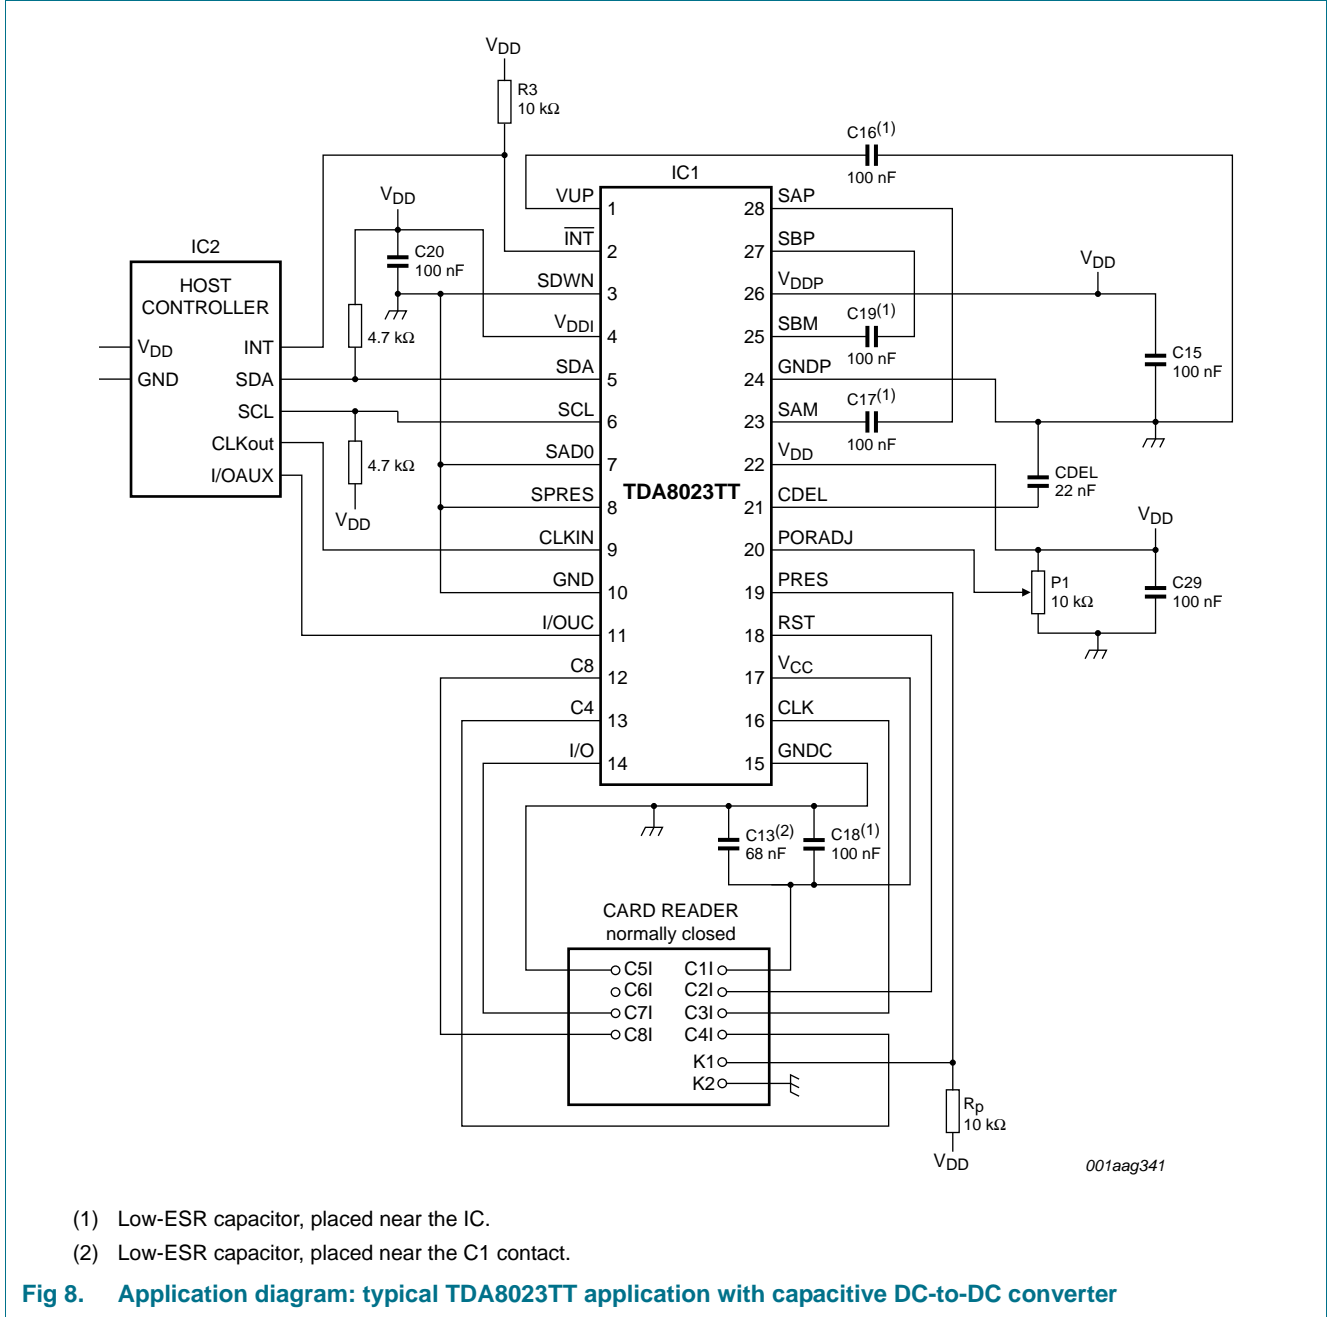 VDD
R3
10 kΩ
C16(1)
100 nF
IC1
VDD
IC2
C20
100 nF
HOST
CONTROLLER
VDD
GND
INT
SDA
SCL
CLKout
I/OAUX
4.7 kΩ
4.7 kΩ
VDD
VUP
1
INT
2
SDWN
3
VDDI
4
SDA
5
SCL
6
SAD0
7
SPRES
8
CLKIN
9
GND
10
I/OUC
11
C8
12
C4
13
I/O
14
TDA8023TT
28
SAP
27
SBP
26
VDDP
25
SBM
24
GNDP
23
SAM
22
VDD
21
CDEL
20
PORADJ
19
PRES
18
RST
17
VCC
16
CLK
15
GNDC
C19(1)
100 nF
C17(1)
100 nF
VDD
C15
100 nF
CDEL
22 nF
VDD
P1
10 kΩ
C29
100 nF
C13(2)
68 nF
C18(1)
100 nF
CARD READER
normally closed
C5I
C6I
C7I
C8I
C1I
C2I
C3I
C4I
K1
K2
Rp
10 kΩ
VDD
001aag341
(1) Low-ESR capacitor, placed near the IC.
(2) Low-ESR capacitor, placed near the C1 contact.
Fig 8. Application diagram: typical TDA8023TT application with capacitive DC-to-DC converter